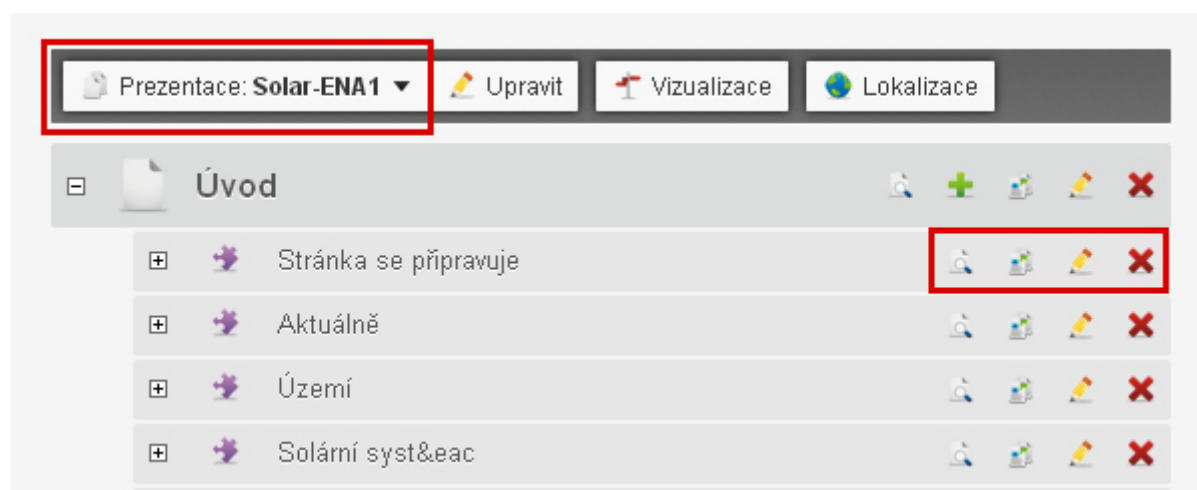 Prezentace: Solar-ENA1 Upravit Vizualizace Lokalizace
Úvod
Stránka se připravuje
Aktuálně
Území
Solární syst&eac